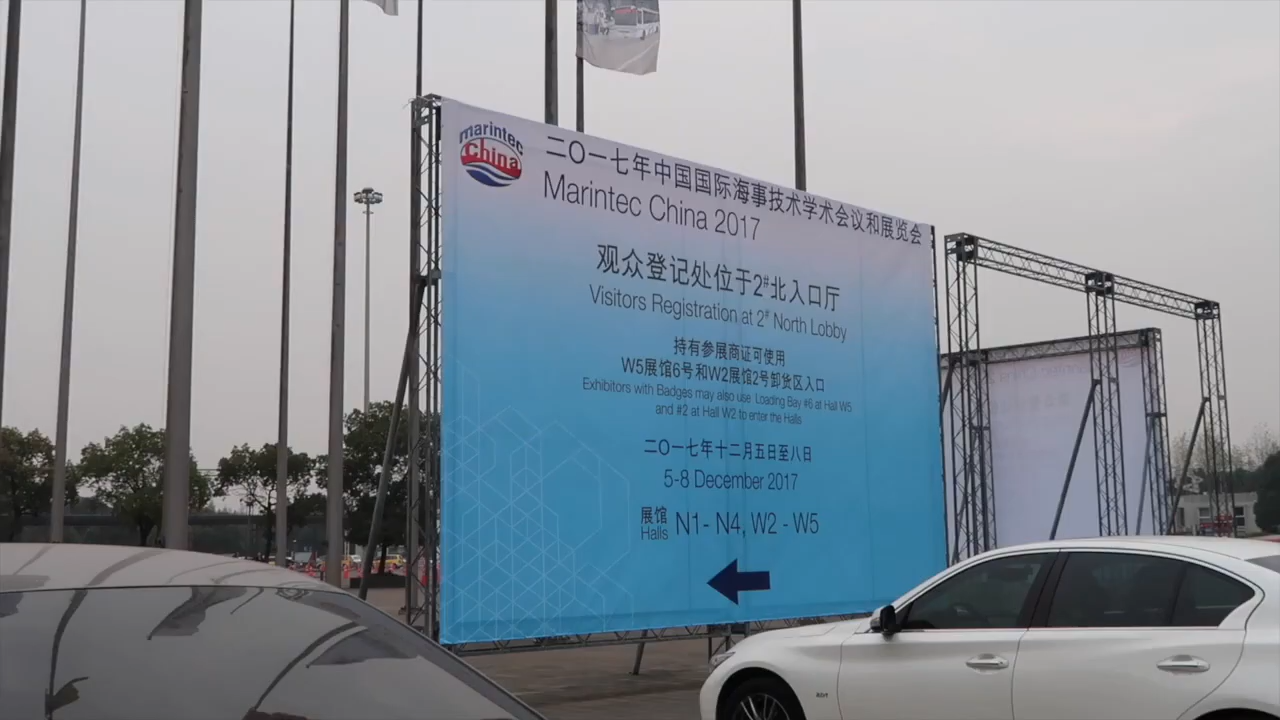 marintec
China
二〇一七年中国国际海事技术学术会议和展览会
Marintec China 2017
观众登记处位于2#北入口厅
Visitors Registration at 2# North Lobby
持有参展商证可使用
W5展馆6号和W2展馆2号卸货区入口
Exhibitors with Badges may also use Loading Bay #6 at Hall W5
and #2 at Hall W2 to enter the Halls
二〇一七年十二月五日至八日
5-8 December 2017
展馆
Halls
N1- N4, W2 - W5